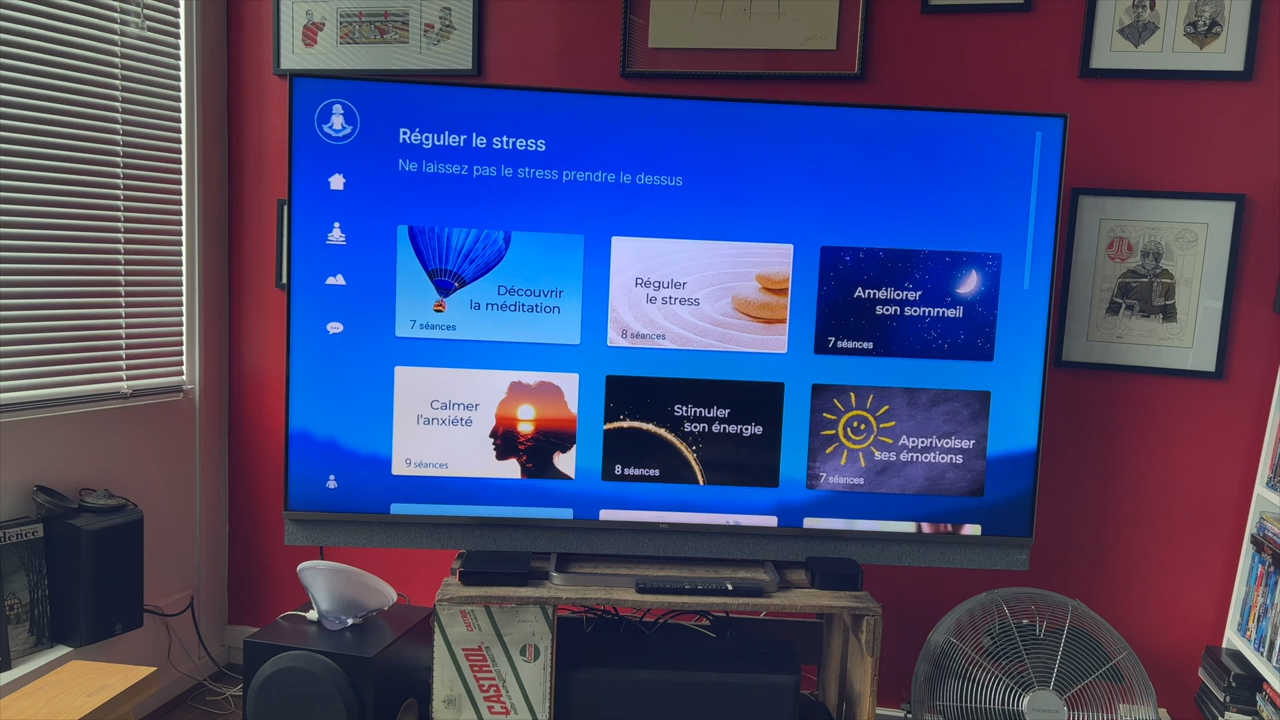 Réguler le stress
Ne laissez pas le stress prendre le dessus
Découvrir
la méditation
7 séances
Réguler
le stress
8 séances
Améliorer
son sommeil
7 séances
Calmer
l'anxiété
9 séances
Stimuler
son énergie
8 séances
Apprivoiser
ses émotions
7 séances
TCL
CASTROL